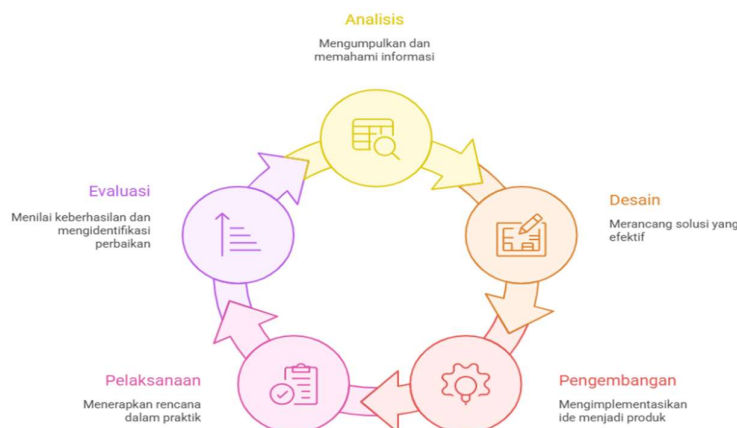 Analisis
Mengumpulkan dan
memahami informasi
Desain
Merancang solusi yang
efektif
Pengembangan
Mengimplementasikan
ide menjadi produk
Pelaksanaan
Menerapkan rencana
dalam praktik
Evaluasi
Menilai keberhasilan dan
mengidentifikasi
perbaikan